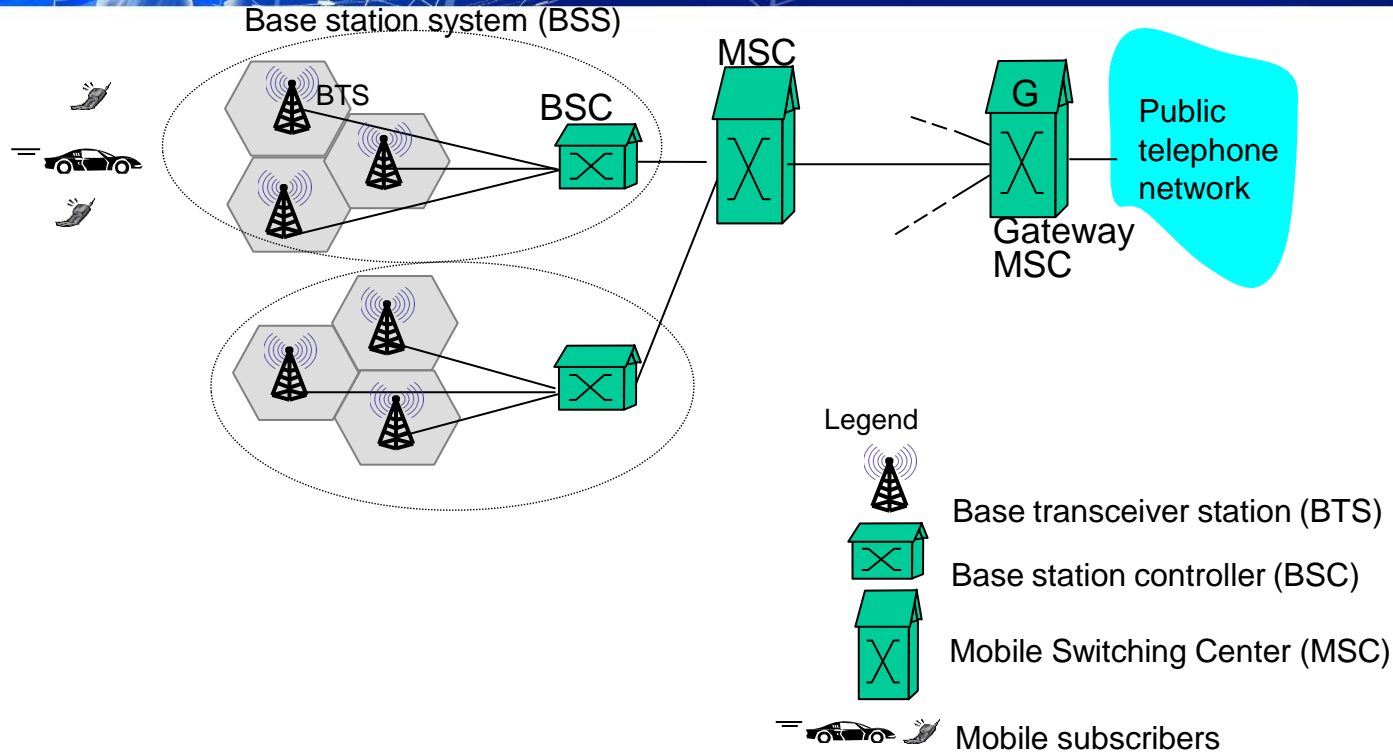 Base station system (BSS)
BTS
BSC
MSC
G
Gateway
MSC
Public
telephone
network
Legend
Base transceiver station (BTS)
Base station controller (BSC)
Mobile Switching Center (MSC)
Mobile subscribers